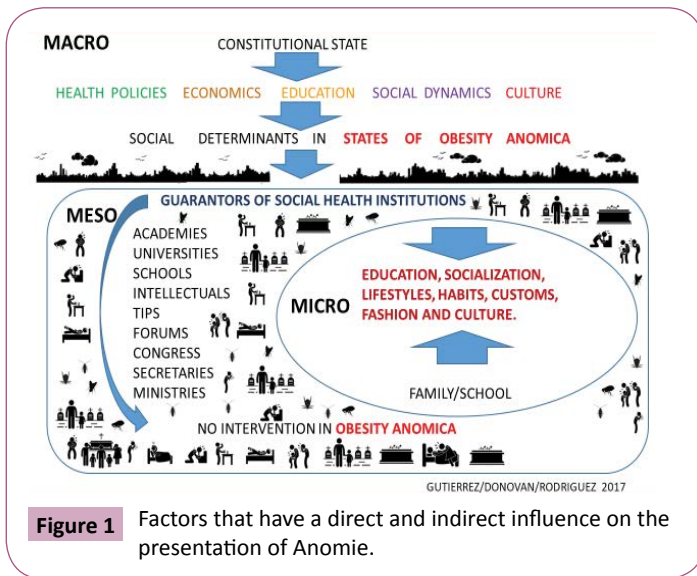 MACRO
CONSTITUTIONAL STATE
HEALTH POLICIES ECONOMICS EDUCATION SOCIAL DYNAMICS CULTURE
SOCIAL DETERMINANTS IN STATES OF OBESITY ANOMICA
MESO
GUARANTORS OF SOCIAL HEALTH INSTITUTIONS
ACADEMIES
UNIVERSITIES
SCHOOLS
INTELLECTUALS
TIPS
FORUMS
CONGRESS
SECRETARIES
MINISTRIES
MICRO
EDUCATION, SOCIALIZATION,
LIFESTYLES, HABITS, CUSTOMS,
FASHION AND CULTURE.
FAMILY/SCHOOL
NO INTERVENTION IN OBESITY ANOMICA
GUTIERREZ/DONOVAN/RODRIGUEZ 2017
Figure 1 Factors that have a direct and indirect influence on the
presentation of Anomie.